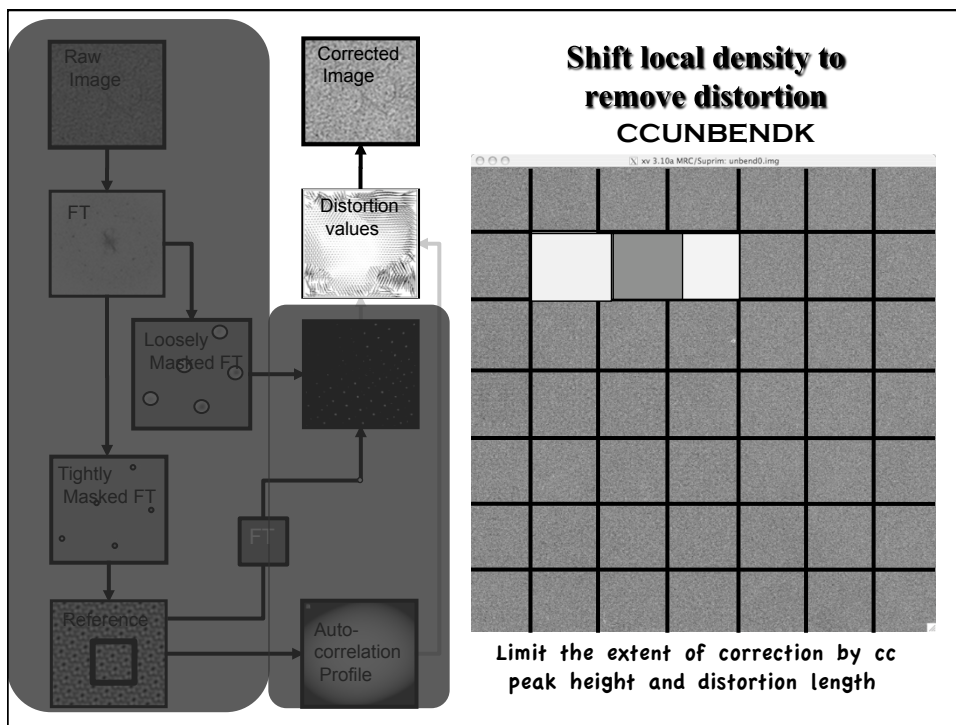 Raw
Image
FT
Loosely
Masked FT
Tightly
Masked FT
Reference
FT
Auto-
correlation
Profile
Distortion
values
Corrected
Image
Shift local density to
remove distortion
CCUNBENDK
xv 3.10a MRC/Suprim: unbend0.img
Limit the extent of correction by cc
peak height and distortion length